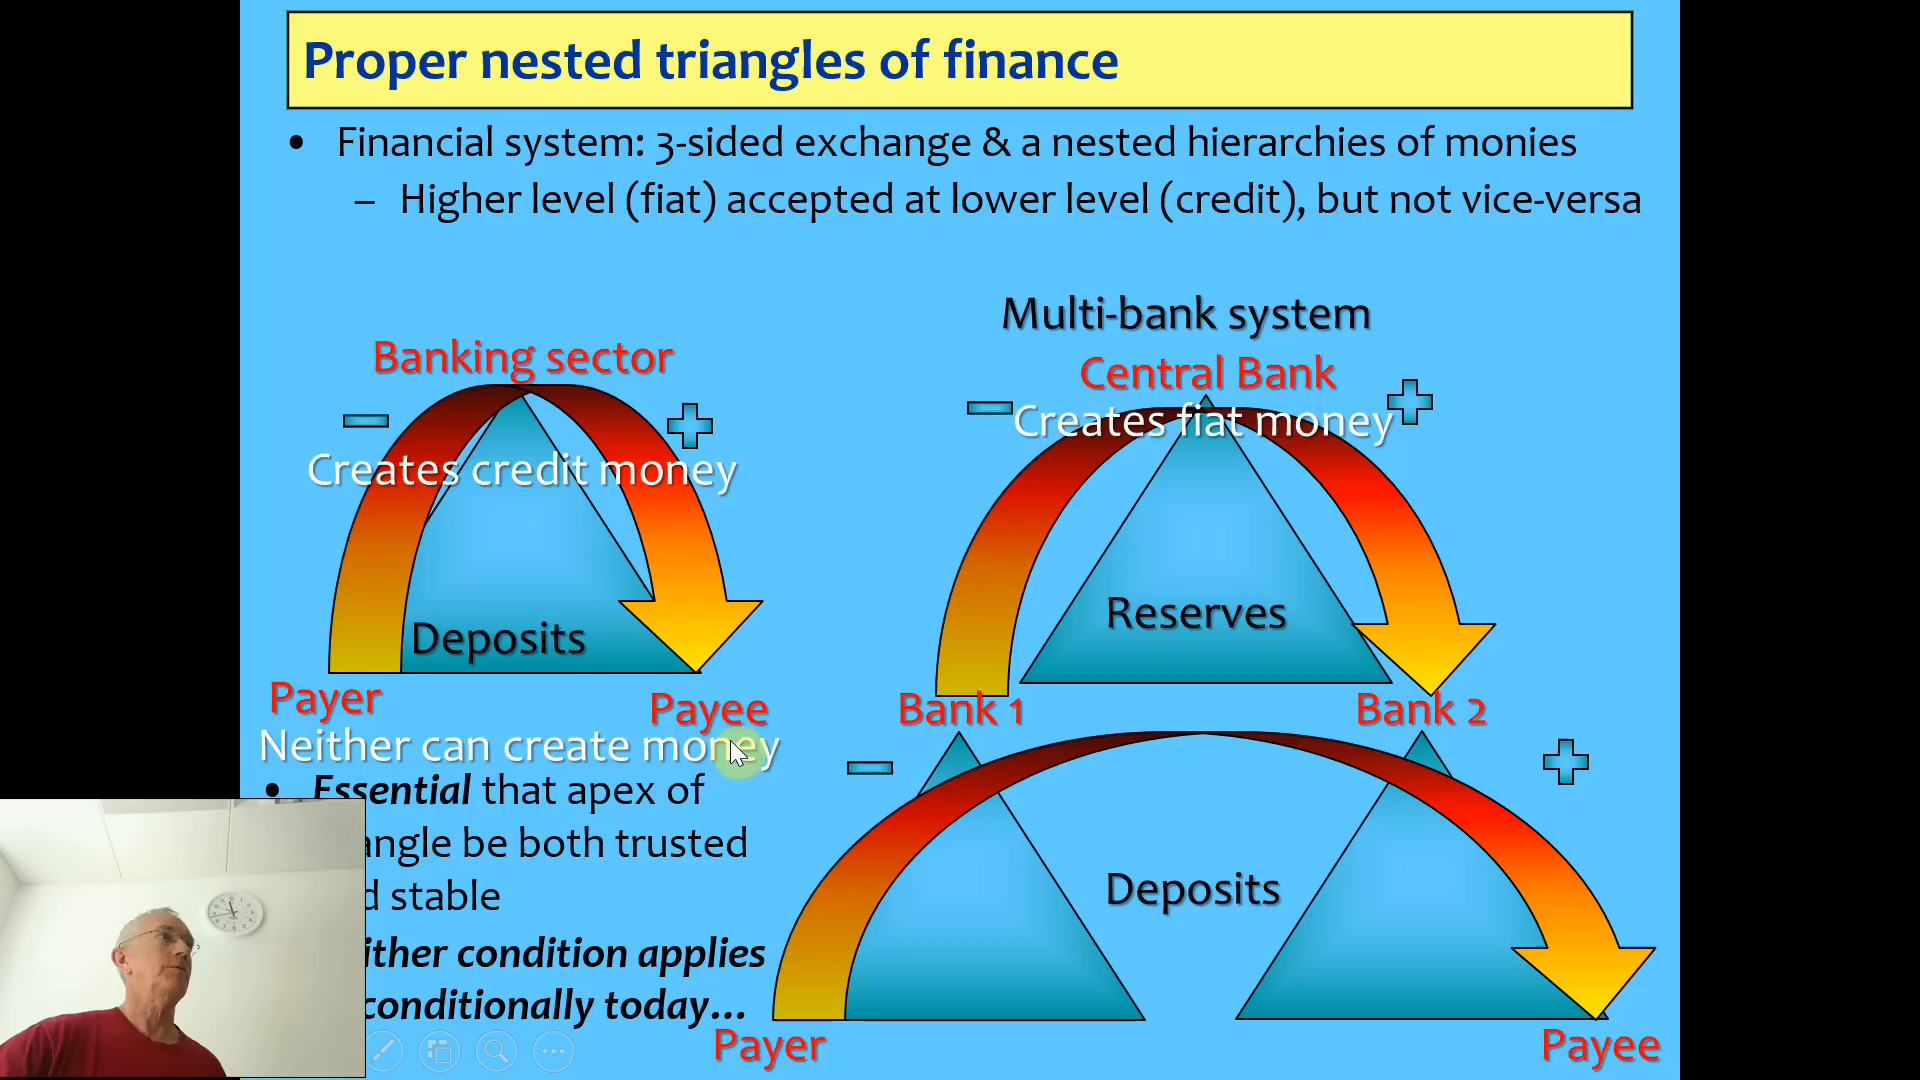 Proper nested triangles of finance
• Financial system: 3-sided exchange & a nested hierarchies of monies
– Higher level (fiat) accepted at lower level (credit), but not vice-versa
Banking sector
Creates credit money
Deposits
Payer
Payee
Neither can create money
• Essential that apex of
angle be both trusted
d stable
ither condition applies
conditionally today...
Multi-bank system
Central Bank
Creates fiat money
Reserves
Bank 1
Bank 2
Deposits
Payer
Payee